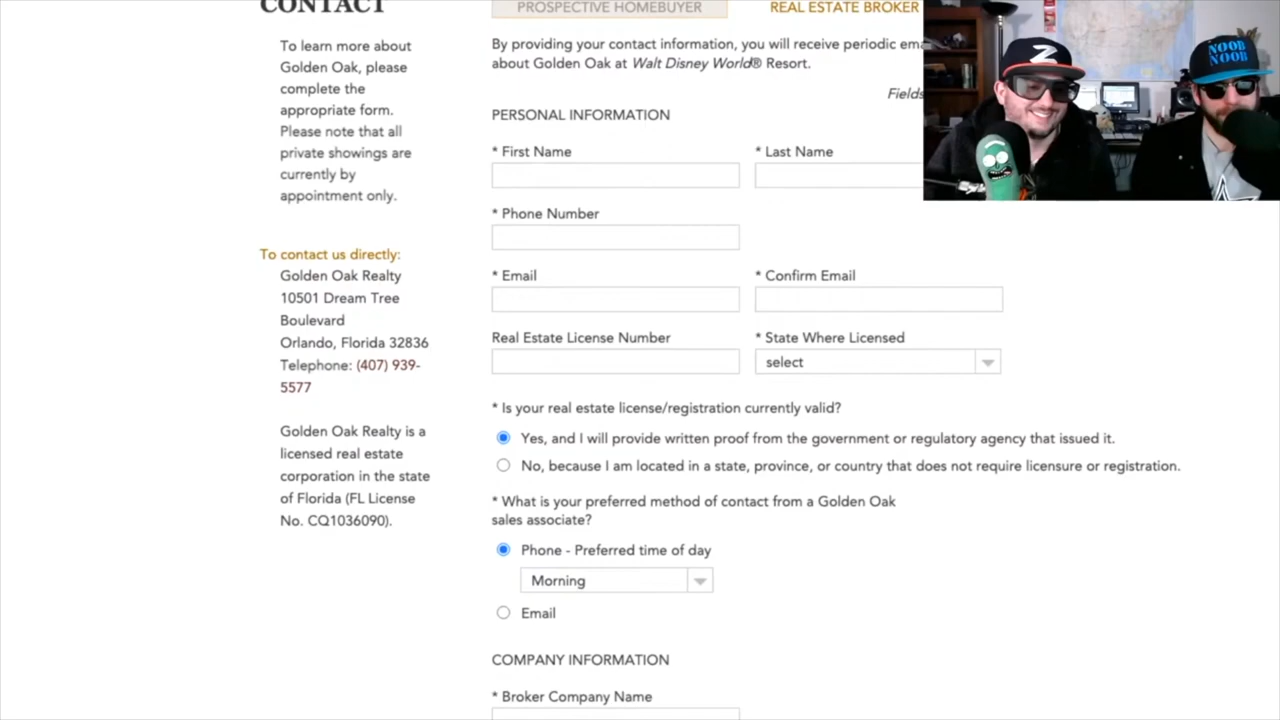 CONTACT
To learn more about
Golden Oak, please
complete the
appropriate form.
Please note that all
private showings are
currently by
appointment only.
To contact us directly:
Golden Oak Realty
10501 Dream Tree
Boulevard
Orlando, Florida 32836
Telephone: (407) 939-
5577
Golden Oak Realty is a
licensed real estate
corporation in the state
of Florida (FL License
No. CQ1036090).
PROSPECTIVE HOMEBUYER
REAL ESTATE BROKER
By providing your contact information, you will receive periodic
about Golden Oak at Walt Disney World® Resort.
Fields
PERSONAL INFORMATION
* First Name
* Last Name
* Phone Number
* Email
* Confirm Email
Real Estate License Number
* State Where Licensed
select
* Is your real estate license/registration currently valid?
Yes, and I will provide written proof from the government or regulatory agency that issued it.
No, because I am located in a state, province, or country that does not require licensure or registration.
* What is your preferred method of contact from a Golden Oak
sales associate?
Phone - Preferred time of day
Morning
Email
COMPANY INFORMATION
* Broker Company Name
Z
NOOB
NOOB